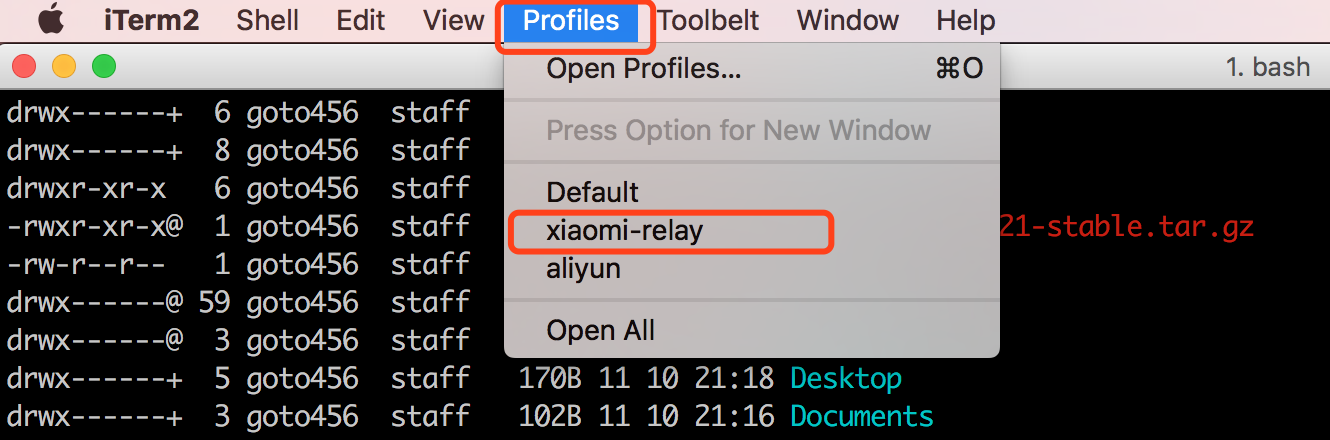 iTerm2 Shell Edit View Profiles Toolbelt Window Help
1. bash
Open Profiles... ⌘O
Press Option for New Window
Default
xiaomi-relay
aliyun
Open All
drwx------+ 6 goto456 staff
drwx------+ 8 goto456 staff
drwxr-xr-x 6 goto456 staff
-rwxr-xr-x@ 1 goto456 staff 21-stable.tar.gz
-rw-r--r-- 1 goto456 staff
drwx------@ 59 goto456 staff
drwx------@ 3 goto456 staff
drwx------+ 5 goto456 staff 170B 11 10 21:18 Desktop
drwx------+ 3 goto456 staff 102B 11 10 21:16 Documents